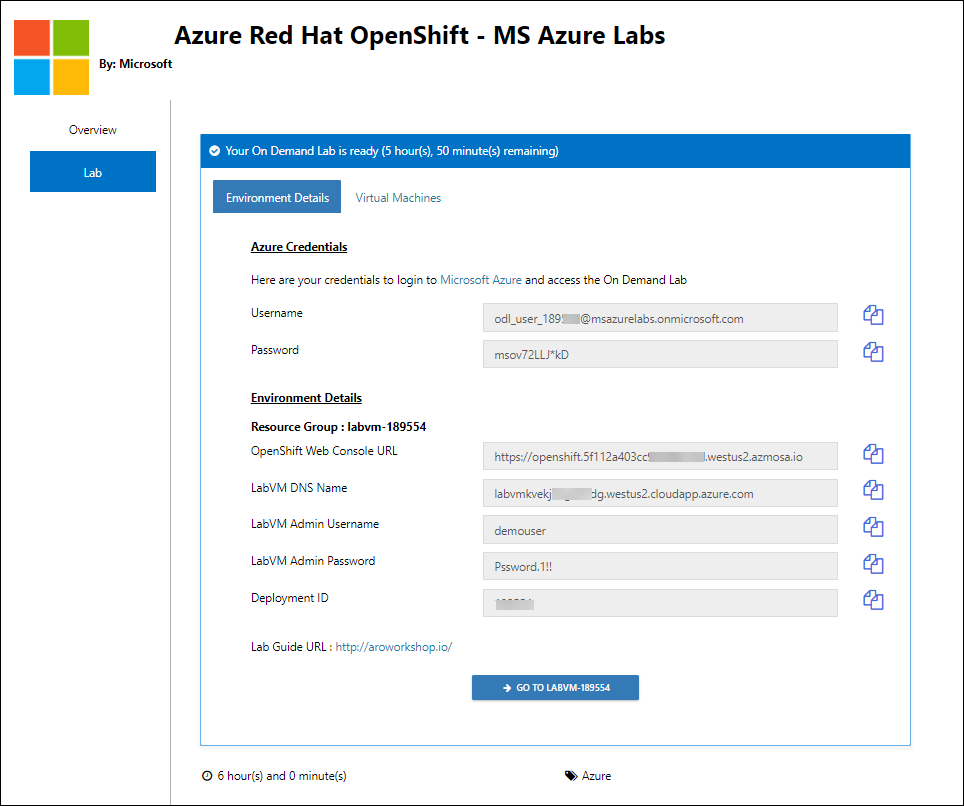 Azure Red Hat OpenShift - MS Azure Labs
By: Microsoft
Overview
Lab
Your On Demand Lab is ready (5 hour(s), 50 minute(s) remaining)
Environment Details
Virtual Machines
Azure Credentials
Here are your credentials to login to Microsoft Azure and access the On Demand Lab
Username
odl_user_189 @msazurelabs.onmicrosoft.com
Password
msov72LLJ*kD
Environment Details
Resource Group : labvm-189554
OpenShift Web Console URL
https://openshift.5f112a403cc .westus2.azmosa.io
LabVM DNS Name
labvmkvekj dg.westus2.cloudapp.azure.com
LabVM Admin Username
demouser
LabVM Admin Password
Pssword.1!!
Deployment ID
Lab Guide URL : http://aroworkshop.io/
GO TO LABVM-189554
6 hour(s) and 0 minute(s)
Azure